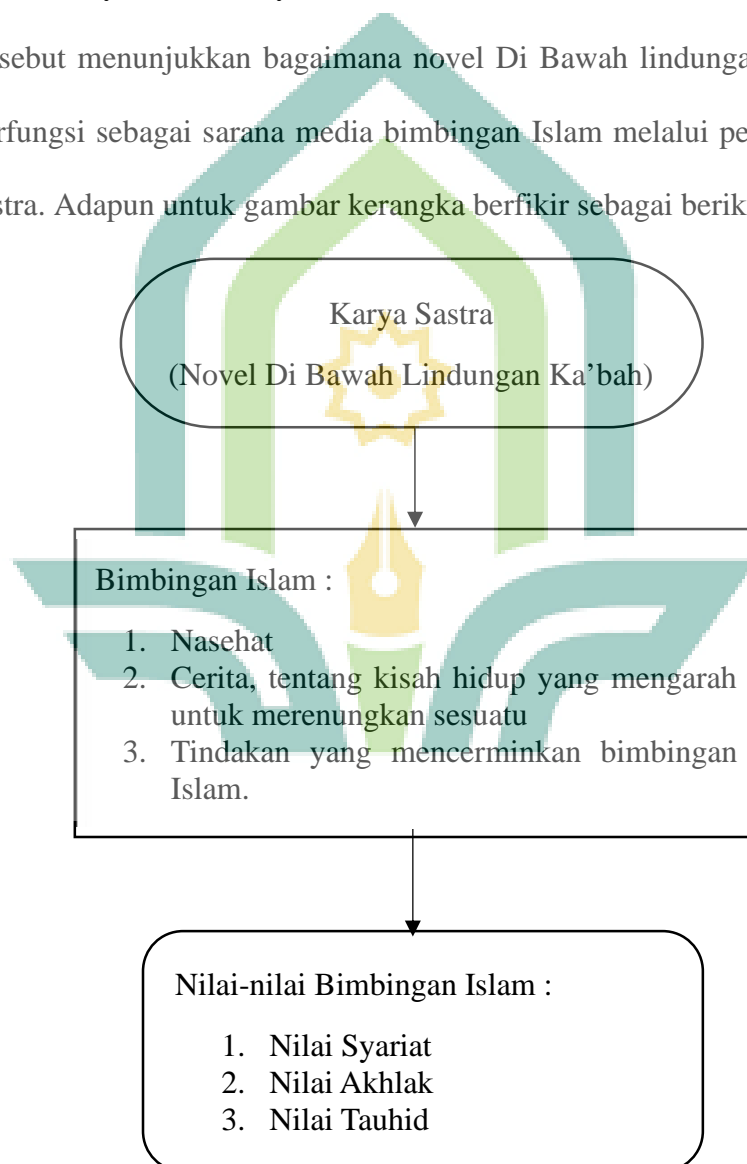 sebut menunjukkan bagaimana novel Di Bawah lindunga
rfungsi sebagai sarana media bimbingan Islam melalui pe
stra. Adapun untuk gambar kerangka berfikir sebagai berik
Karya Sastra
(Novel Di Bawah Lindungan Ka’bah)
Bimbingan Islam :
1. Nasehat
2. Cerita, tentang kisah hidup yang mengarah
untuk merenungkan sesuatu
3. Tindakan yang mencerminkan bimbingan
Islam.
Nilai-nilai Bimbingan Islam :
1. Nilai Syariat
2. Nilai Akhlak
3. Nilai Tauhid